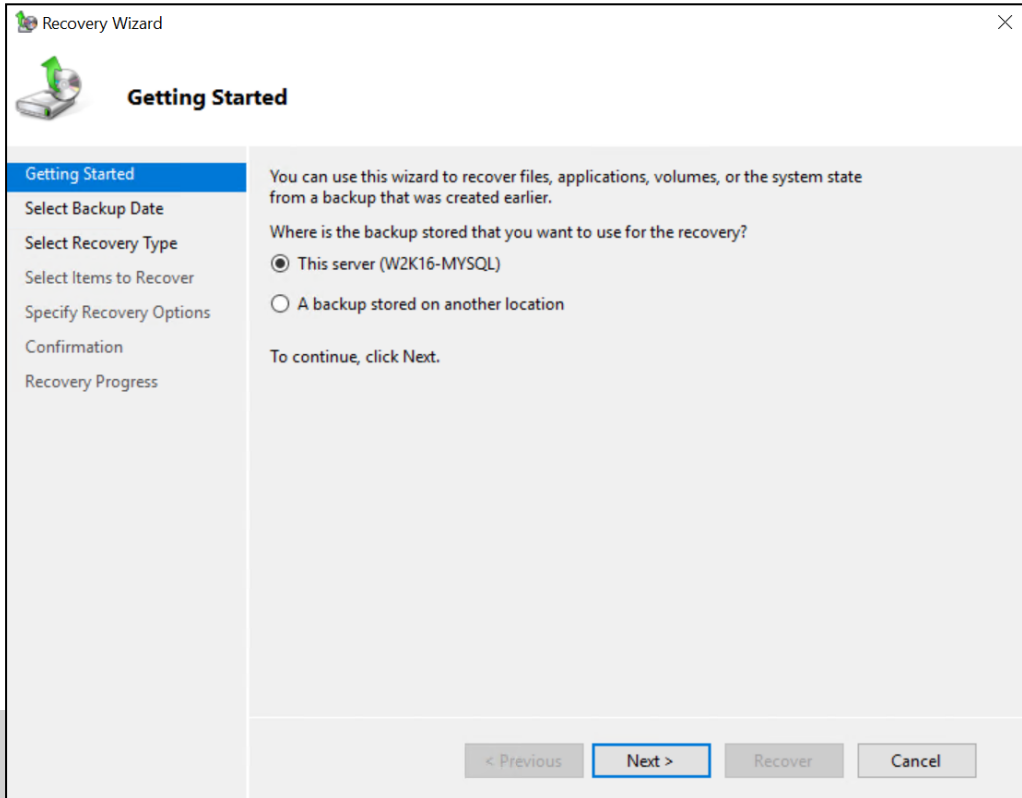 Recovery Wizard
Getting Started
Getting Started
Select Backup Date
Select Recovery Type
Select Items to Recover
Specify Recovery Options
Confirmation
Recovery Progress
You can use this wizard to recover files, applications, volumes, or the system state
from a backup that was created earlier.
Where is the backup stored that you want to use for the recovery?
This server (W2K16-MYSQL)
A backup stored on another location
To continue, click Next.
< Previous
Next >
Recover
Cancel